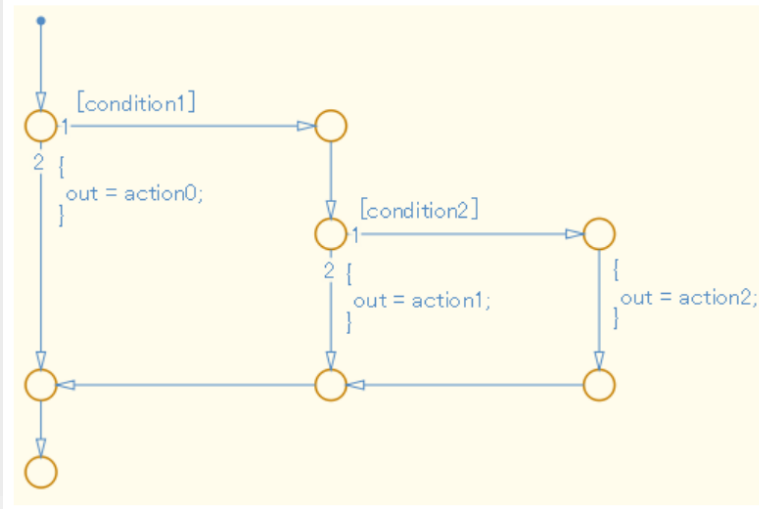 [condition1]
1
2
{
out = action0;
}
[condition2]
1
2
{
out = action1;
}
{
out = action2;
}